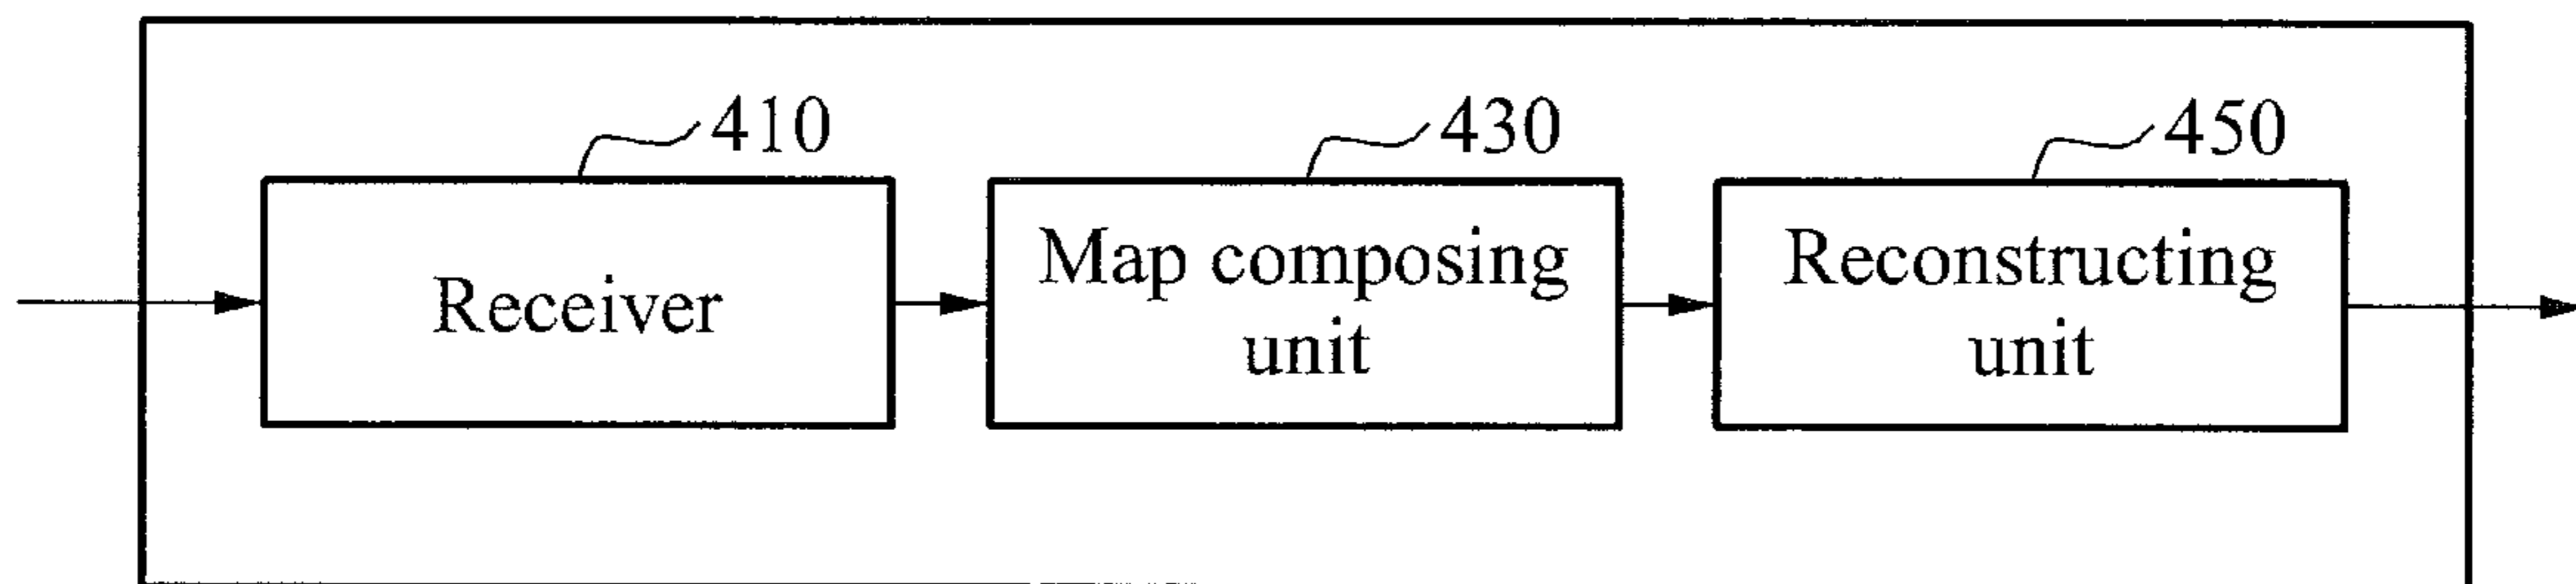 410
430
450
Receiver
Map composing
unit
Reconstructing
unit